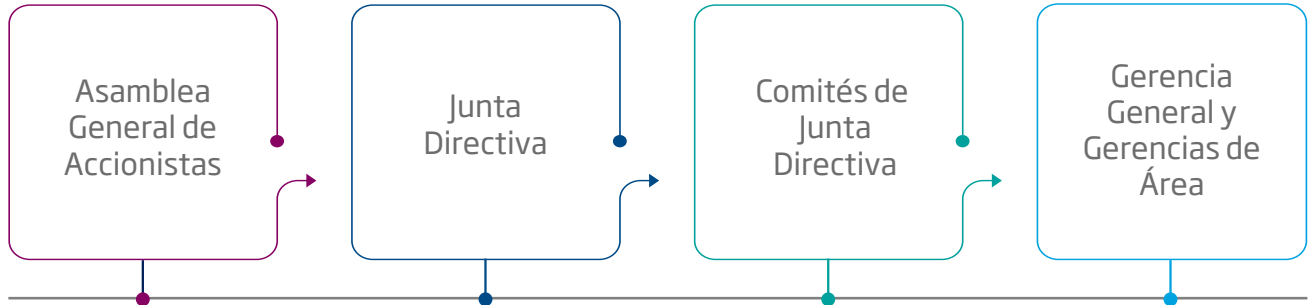 Asamblea
General de
Accionistas
Junta
Directiva
Comités de
Junta
Directiva
Gerencia
General y
Gerencias de
Área